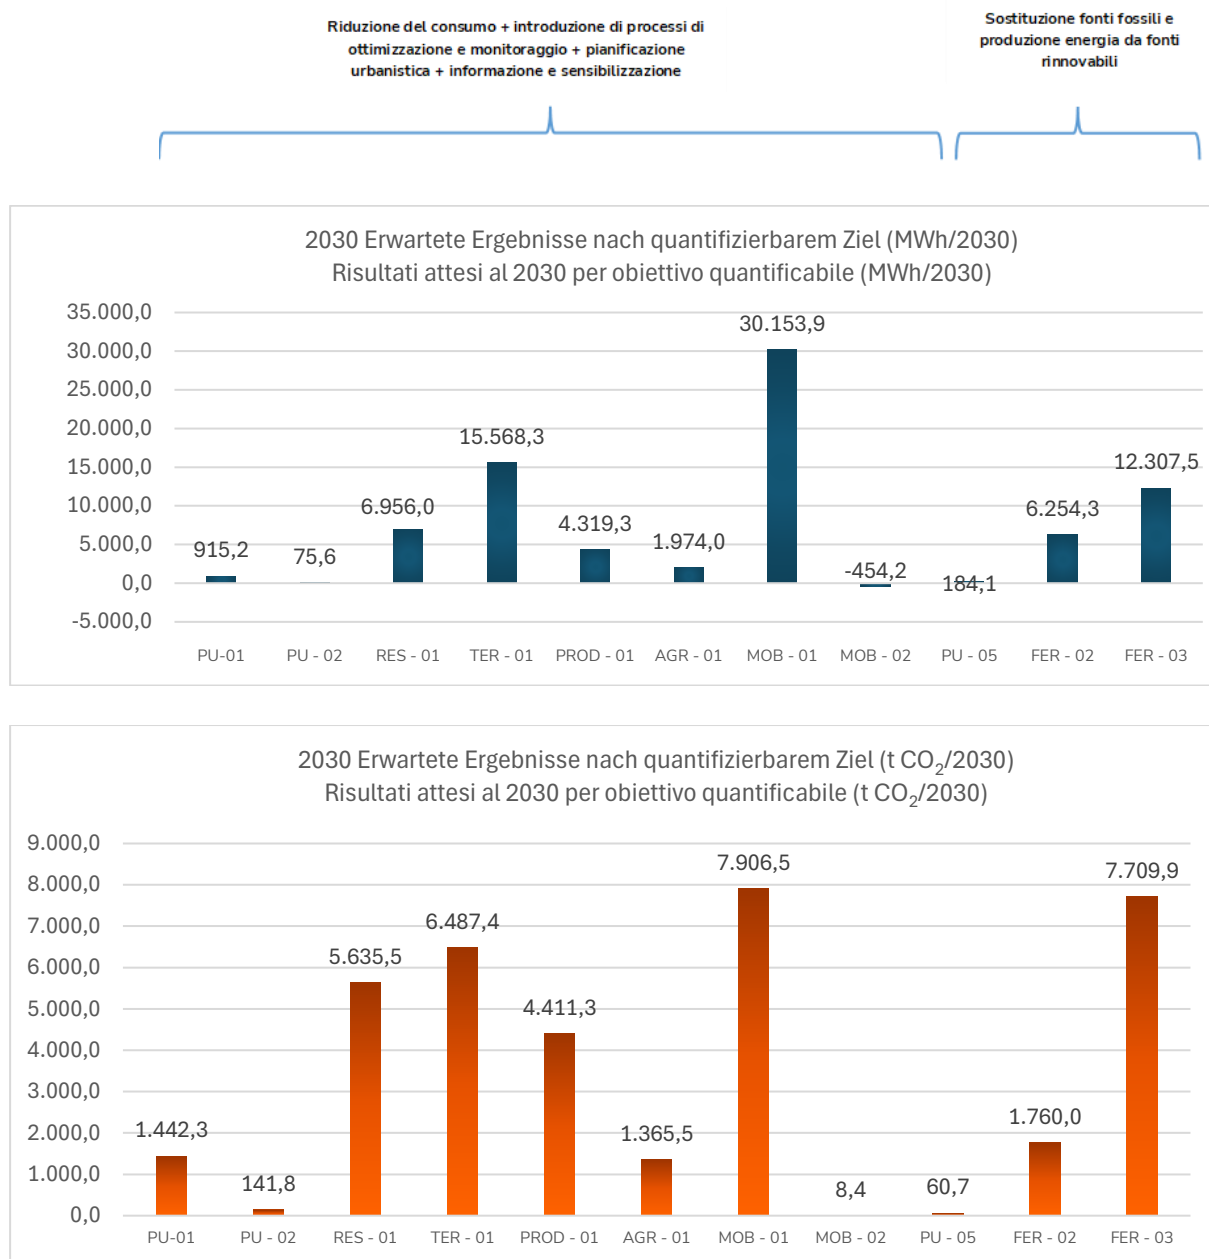 Riduzione del consumo + introduzione di processi di
ottimizzazione e monitoraggio + pianificazione
urbanistica + informazione e sensibilizzazione
Sostituzione fonti fossili e
produzione energia da fonti
rinnovabili
2030 Erwartete Ergebnisse nach quantifizierbarem Ziel (MWh/2030)
Risultati attesi al 2030 per obiettivo quantificabile (MWh/2030)
35.000,0
30.000,0
25.000,0
20.000,0
15.000,0
10.000,0
5.000,0
0,0
-5.000,0
915,2
75,6
6.956,0
15.568,3
4.319,3
1.974,0
30.153,9
-454,2
184,1
6.254,3
12.307,5
PU-01
PU - 02
RES - 01
TER - 01
PROD - 01
AGR - 01
MOB - 01
MOB - 02
PU - 05
FER - 02
FER - 03
2030 Erwartete Ergebnisse nach quantifizierbarem Ziel (t CO₂/2030)
Risultati attesi al 2030 per obiettivo quantificabile (t CO₂/2030)
9.000,0
8.000,0
7.000,0
6.000,0
5.000,0
4.000,0
3.000,0
2.000,0
1.000,0
0,0
1.442,3
141,8
5.635,5
6.487,4
4.411,3
1.365,5
7.906,5
8,4
60,7
1.760,0
7.709,9
PU-01
PU - 02
RES - 01
TER - 01
PROD - 01
AGR - 01
MOB - 01
MOB - 02
PU - 05
FER - 02
FER - 03